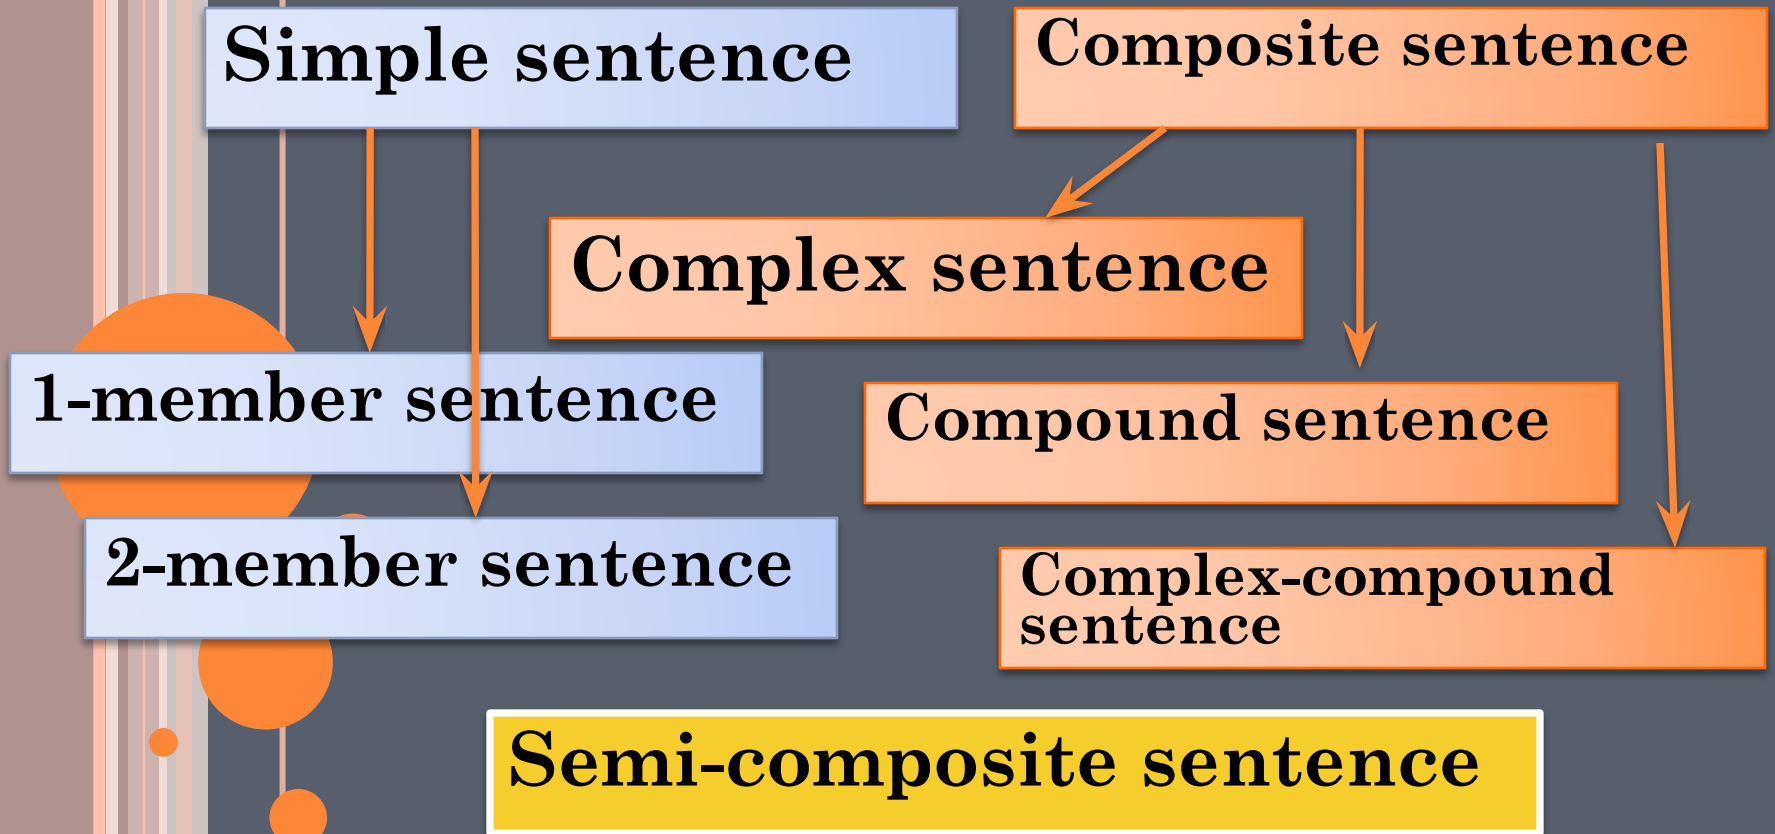 Simple sentence
Composite sentence
Complex sentence
1-member sentence
Compound sentence
2-member sentence
Complex-compound
sentence
Semi-composite sentence